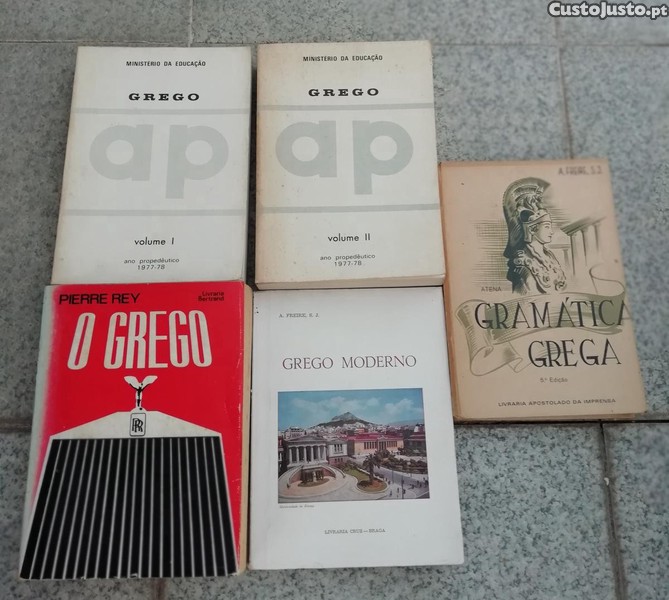 CustoJusto.pt
MINISTÉRIO DA EDUCAÇÃO
GREGO
ap
volume I
ano propedêutico
1977-78
MINISTÉRIO DA EDUCAÇÃO
GREGO
ap
volume II
ano propedêutico
1977-78
A. FREIRE, S. J.
ATENA
GRAMÁTICA
GREGA
LIVRARIA APOSTOLADO DA IMPRENSA
PIERRE REY
Livraria
Bertrand
O GREGO
RR
A. FREIRE, S. J.
GREGO MODERNO
LIVRARIA CRUZ — BRAGA